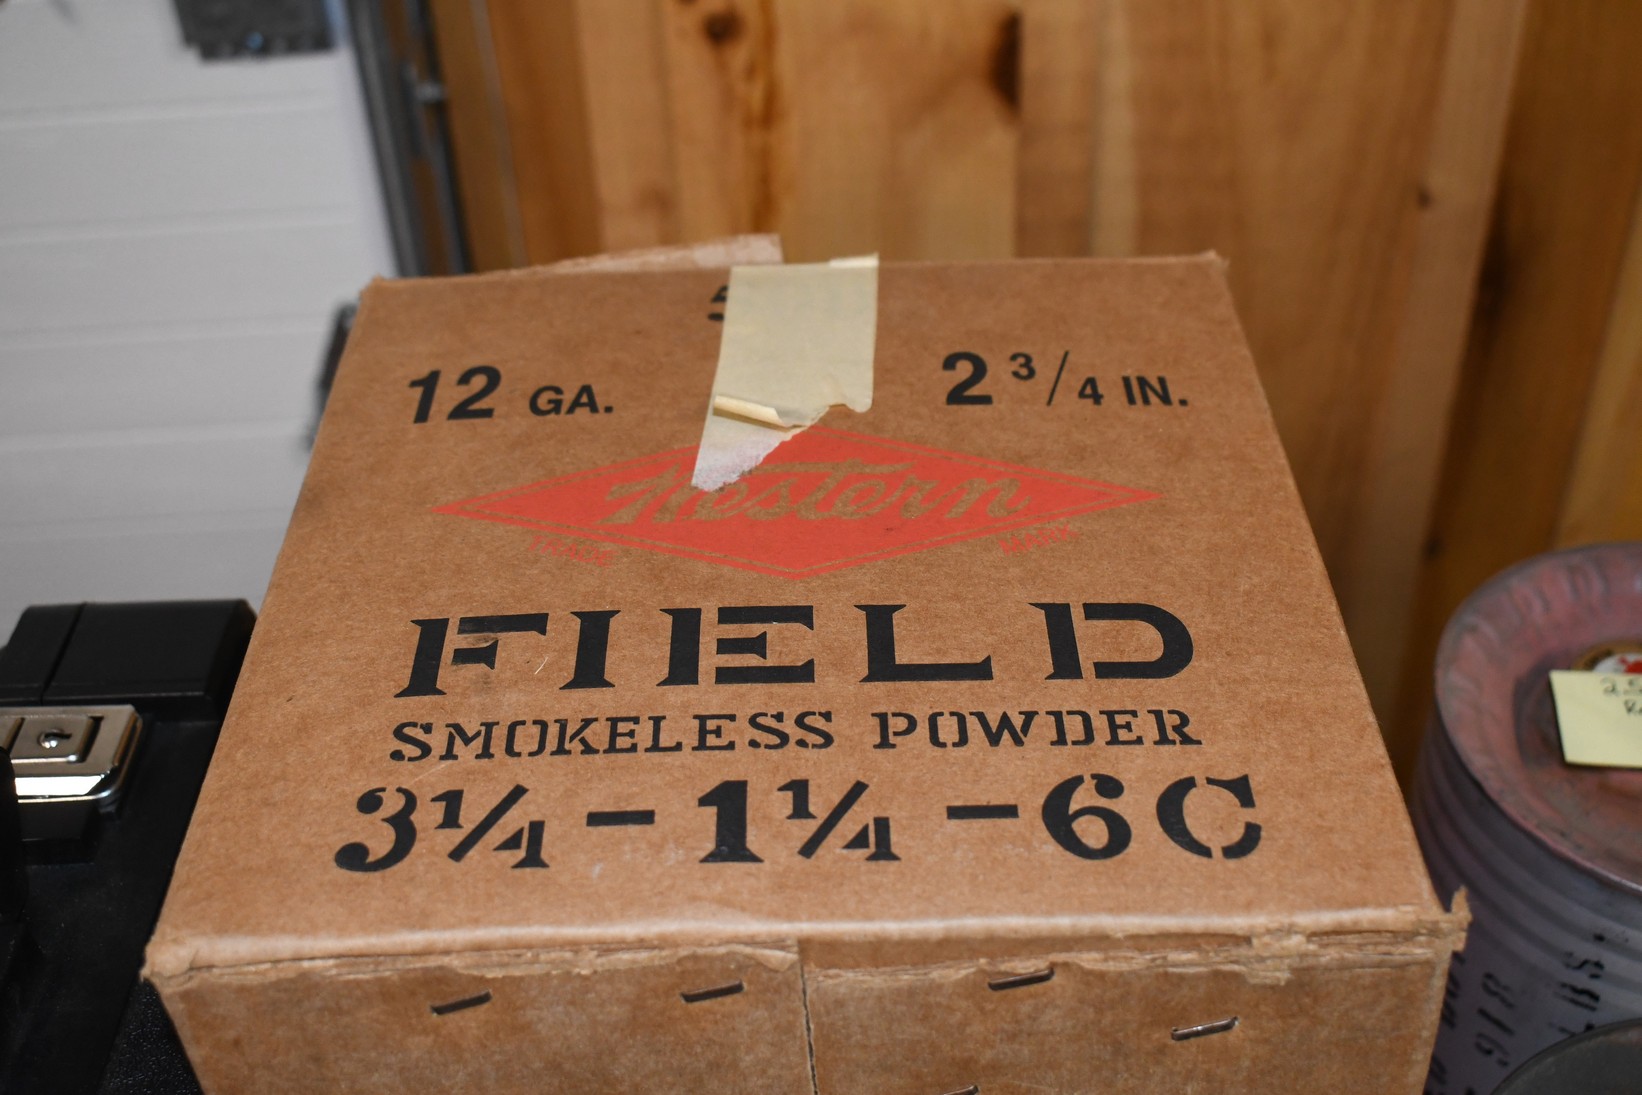 12 GA.
2 3/4 IN.
Western
TRADE MARK
FIELD
SMOKELESS POWDER
3¼-1¼-6C